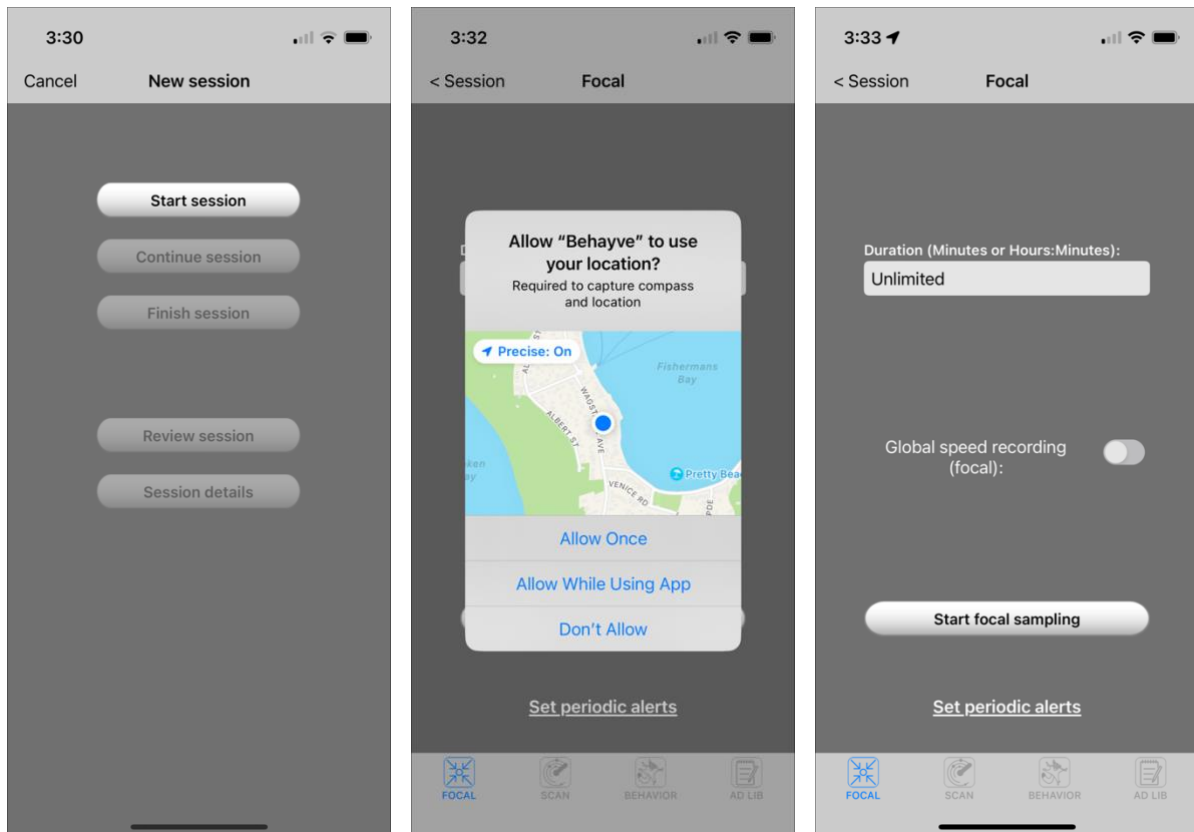 3:30
Cancel
New session
Start session
Continue session
Finish session
Review session
Session details
3:32
< Session
Focal
Allow “Behayve” to use
your location?
Required to capture compass
and location
Precise: On
Fishermans
Bay
ALBERT ST
AVE
Pretty
VENICE RD
Allow Once
Allow While Using App
Don’t Allow
Set periodic alerts
FOCAL
SCAN
BEHAVIOR
AD LIB
3:33
< Session
Focal
Duration (Minutes or Hours:Minutes):
Unlimited
Global speed recording
(focal):
Start focal sampling
Set periodic alerts
FOCAL
SCAN
BEHAVIOR
AD LIB